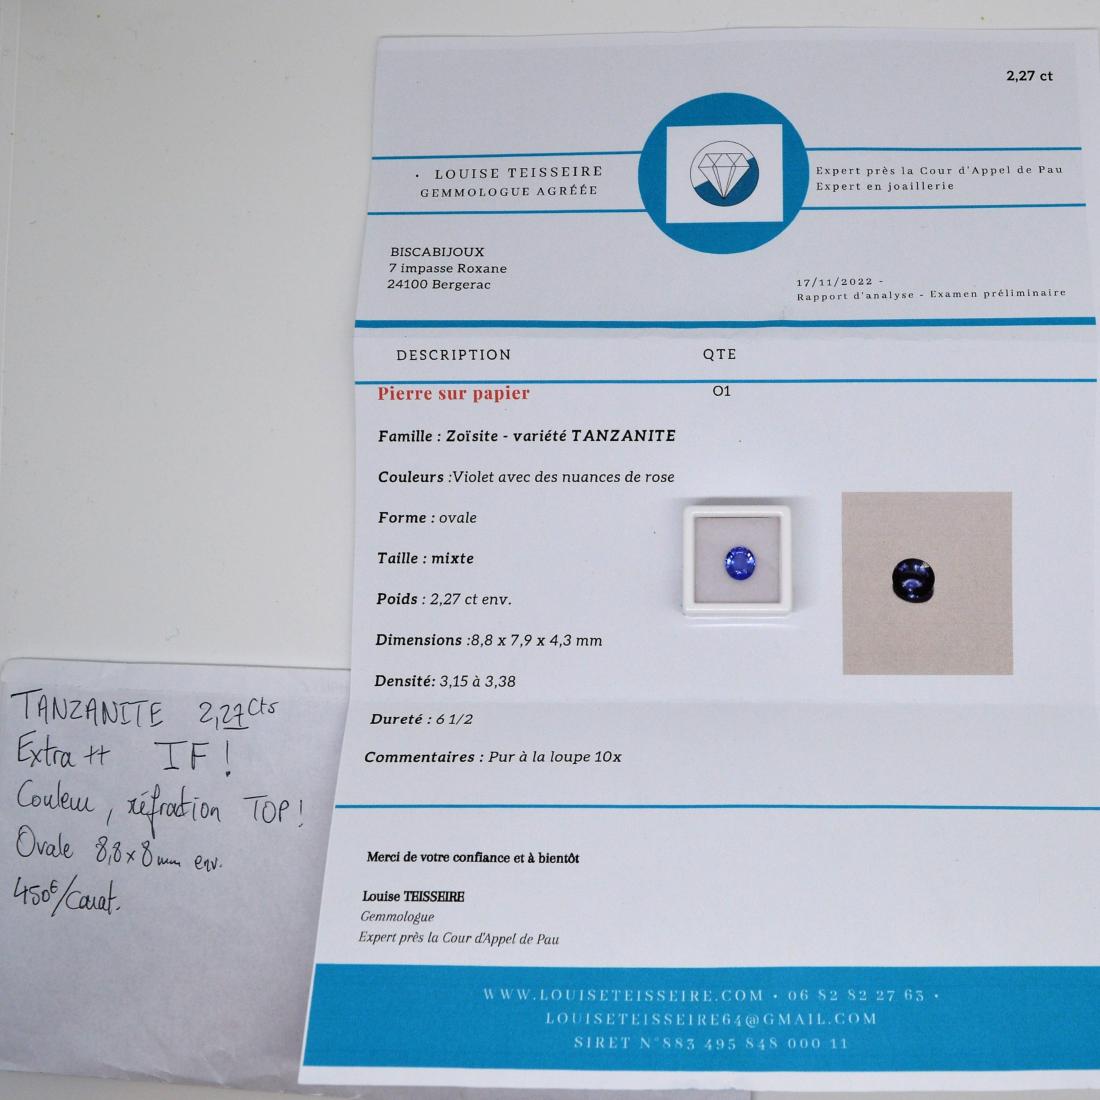 2,27 ct
· LOUISE TEISSEIRE
GEMMOLOGUE AGRÉÉE
Expert près la Cour d'Appel de Pau
Expert en joaillerie
BISCABIJOUX
7 impasse Roxane
24100 Bergerac
17/11/2022 -
Rapport d'analyse - Examen préliminaire
DESCRIPTION QTE
Pierre sur papier O1
Famille : Zoïsite - variété TANZANITE
Couleurs :Violet avec des nuances de rose
Forme : ovale
Taille : mixte
Poids : 2,27 ct env.
Dimensions :8,8 x 7,9 x 4,3 mm
Densité: 3,15 à 3,38
Dureté : 6 1/2
Commentaires : Pur à la loupe 10x
Merci de votre confiance et à bientôt
Louise TEISSEIRE
Gemmologue
Expert près la Cour d'Appel de Pau
WWW.LOUISETEISSEIRE.COM • 06 82 82 27 63 •
LOUISETEISSEIRE64@GMAIL.COM
SIRET N°883 495 848 000 11
TANZANITE 2,27 Cts
Extra ++ IF !
Couleur, réfraction TOP !
Ovale 8,8 x 8 mm env.
450€/Carat.